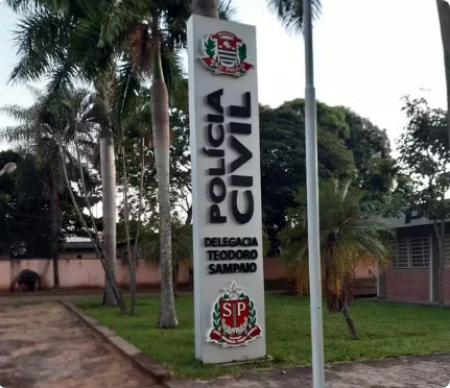 POLÍCIA
CIVIL
DELEGACIA
TEODORO
SAMPAIO
SP